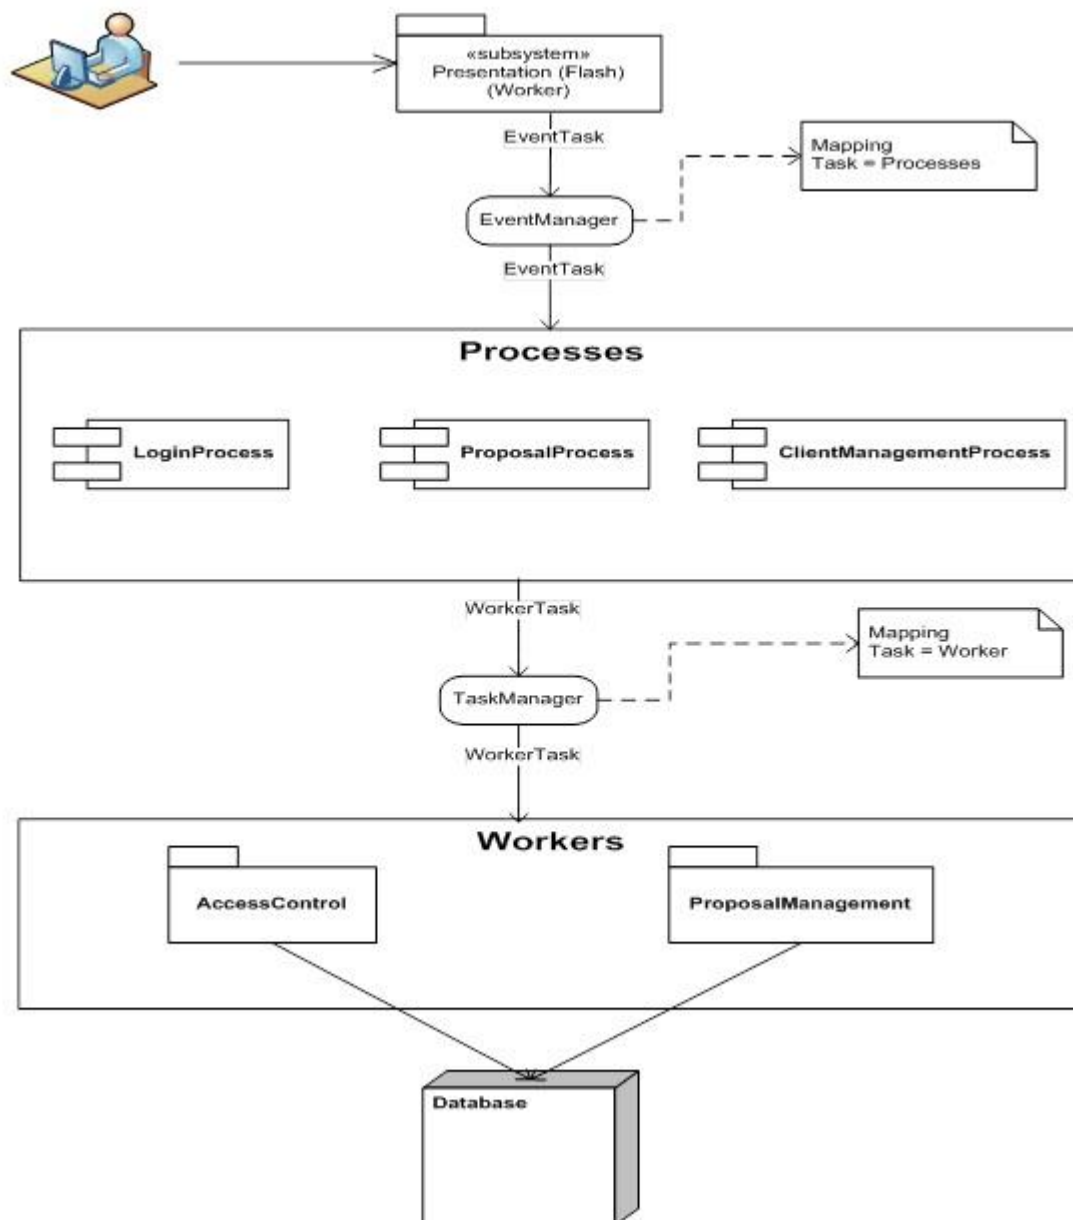 «subsystem»
Presentation (Flash)
(Worker)
EventTask
Mapping
Task = Processes
EventManager
EventTask
Processes
LoginProcess
ProposalProcess
ClientManagementProcess
WorkerTask
Mapping
Task = Worker
TaskManager
WorkerTask
Workers
AccessControl
ProposalManagement
Database